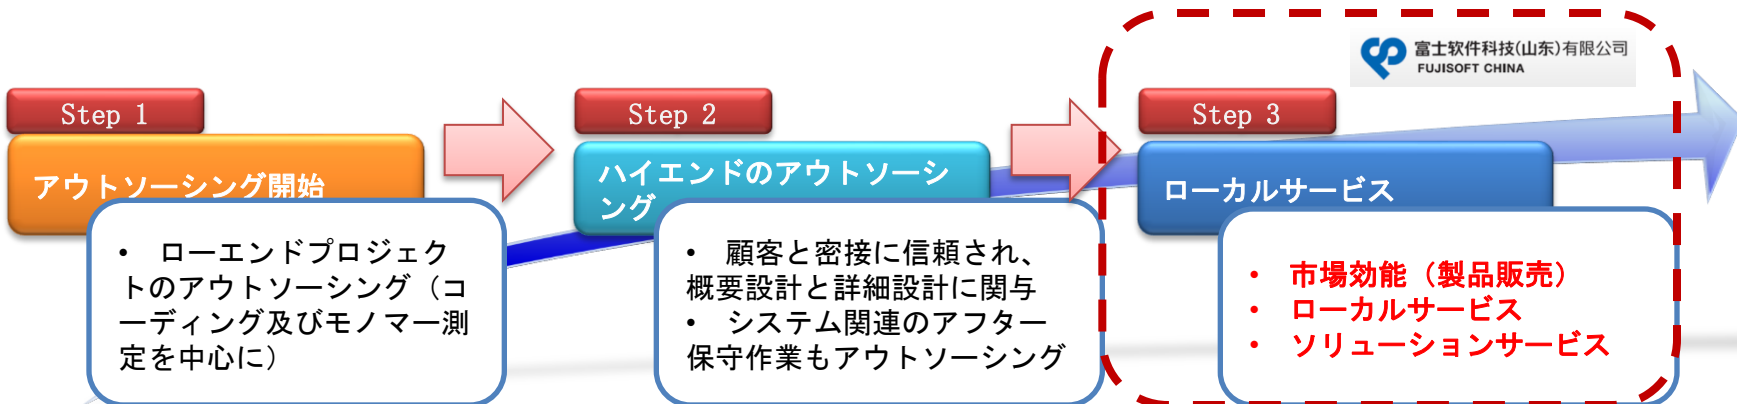 富士软件科技(山东)有限公司
FUJISOFT CHINA
Step 1
アウトソーシング開始
• ローエンドプロジェク
トのアウトソーシング（コ
ーディング及びモノマー測
定を中心に）
Step 2
ハイエンドのアウトソーシ
ング
• 顧客と密接に信頼され、
概要設計と詳細設計に関与
• システム関連のアフター
保守作業もアウトソーシング
Step 3
ローカルサービス
• 市場効能（製品販売）
• ローカルサービス
• ソリューションサービス